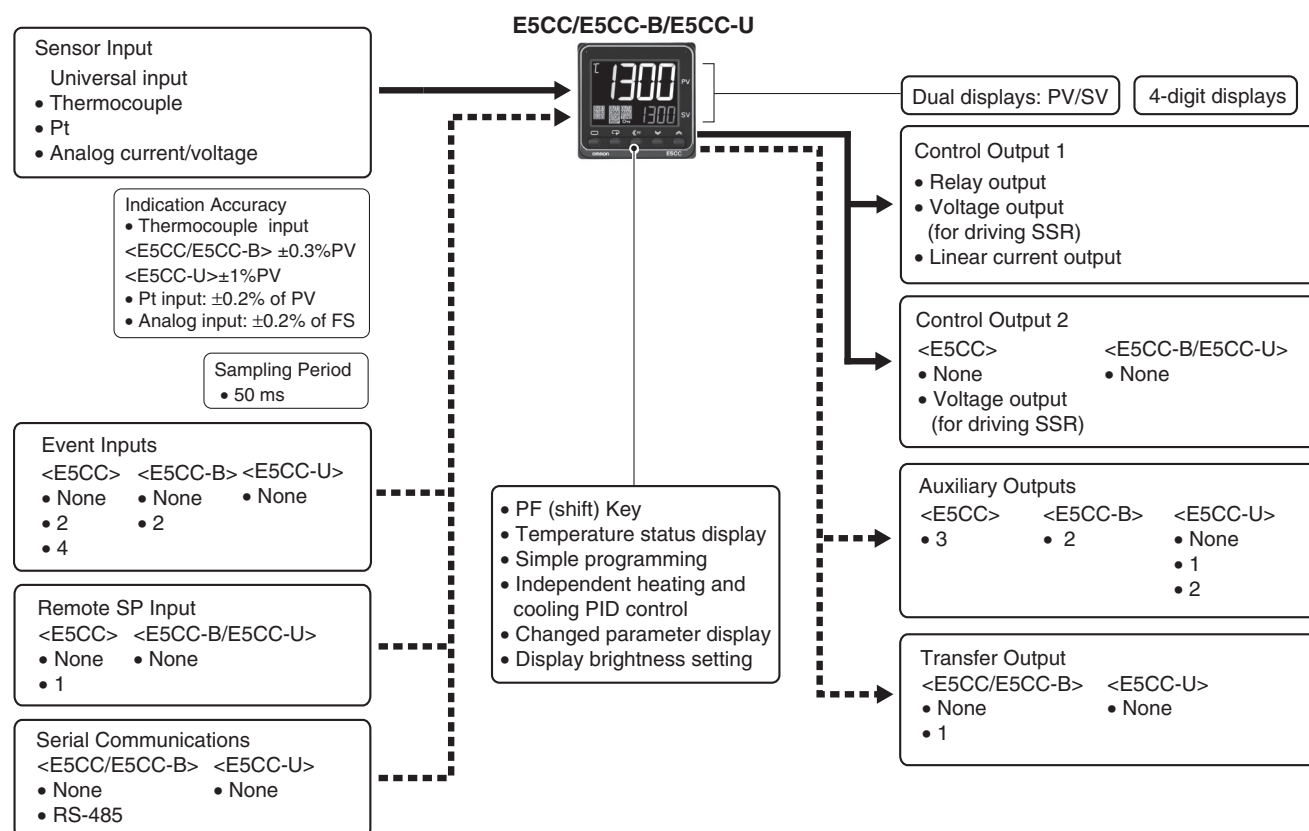 E5CC/E5CC-B/E5CC-U
Sensor Input
Universal input
• Thermocouple
• Pt
• Analog current/voltage
Indication Accuracy
• Thermocouple input
<E5CC/E5CC-B> ±0.3%PV
<E5CC-U>±1%PV
• Pt input: ±0.2% of PV
• Analog input: ±0.2% of FS
Sampling Period
• 50 ms
Event Inputs
<E5CC> <E5CC-B> <E5CC-U>
• None • None • None
• 2 • 2
• 4
Remote SP Input
<E5CC> <E5CC-B/E5CC-U>
• None • None
• 1
Serial Communications
<E5CC/E5CC-B> <E5CC-U>
• None • None
• RS-485
1300 PV
1300 SV
PF
omron E5CC
• PF (shift) Key
• Temperature status display
• Simple programming
• Independent heating and
cooling PID control
• Changed parameter display
• Display brightness setting
Dual displays: PV/SV
4-digit displays
Control Output 1
• Relay output
• Voltage output
(for driving SSR)
• Linear current output
Control Output 2
<E5CC> <E5CC-B/E5CC-U>
• None • None
• Voltage output
(for driving SSR)
Auxiliary Outputs
<E5CC> <E5CC-B> <E5CC-U>
• 3 • 2 • None
• 1
• 2
Transfer Output
<E5CC/E5CC-B> <E5CC-U>
• None • None
• 1